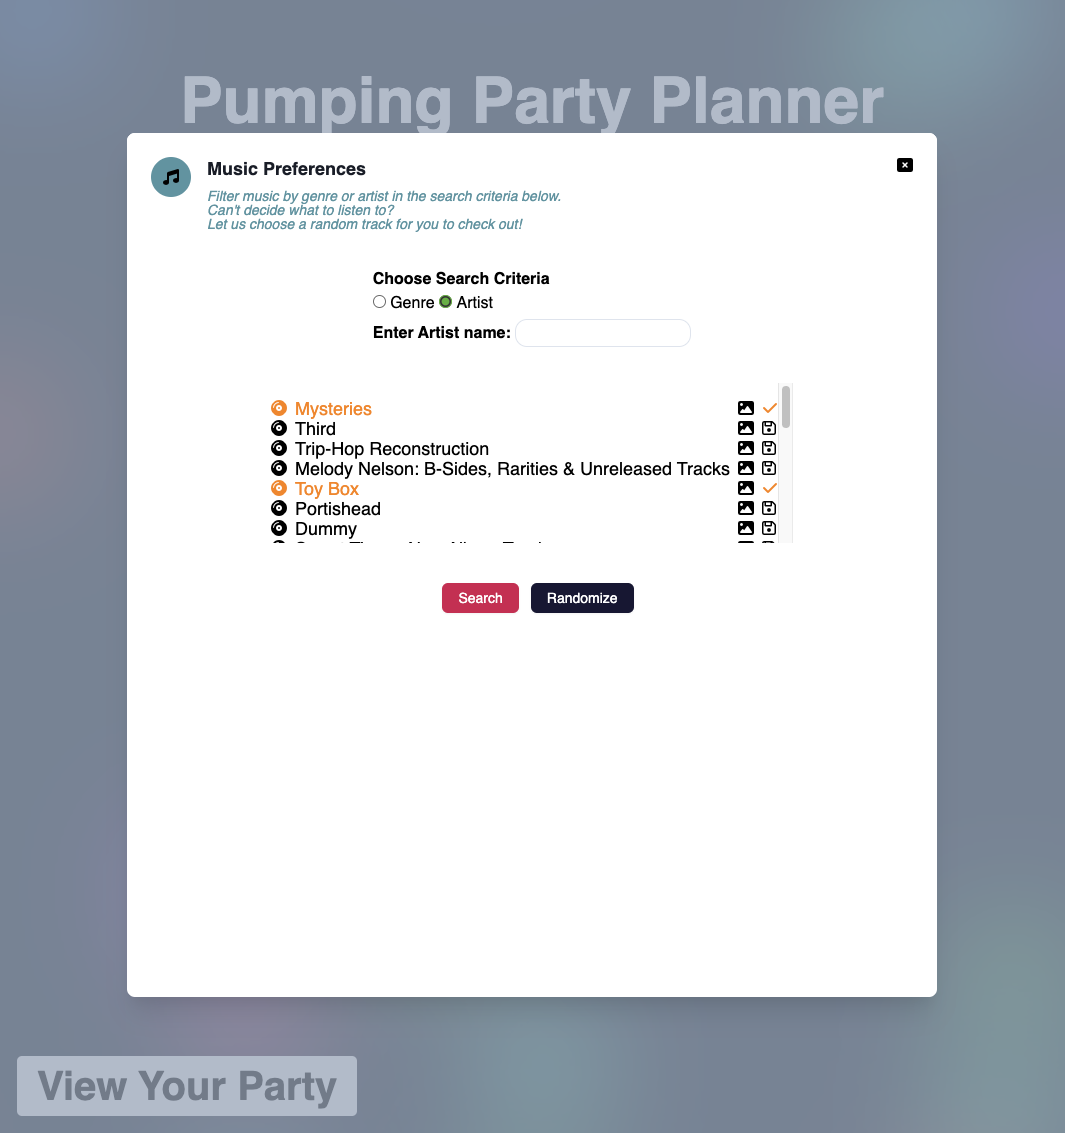 Pumping Party Planner
Music Preferences
Filter music by genre or artist in the search criteria below.
Can't decide what to listen to?
Let us choose a random track for you to check out!
Choose Search Criteria
Genre Artist
Enter Artist name:
Mysteries
Third
Trip-Hop Reconstruction
Melody Nelson: B-Sides, Rarities & Unreleased Tracks
Toy Box
Portishead
Dummy
Search Randomize
View Your Party